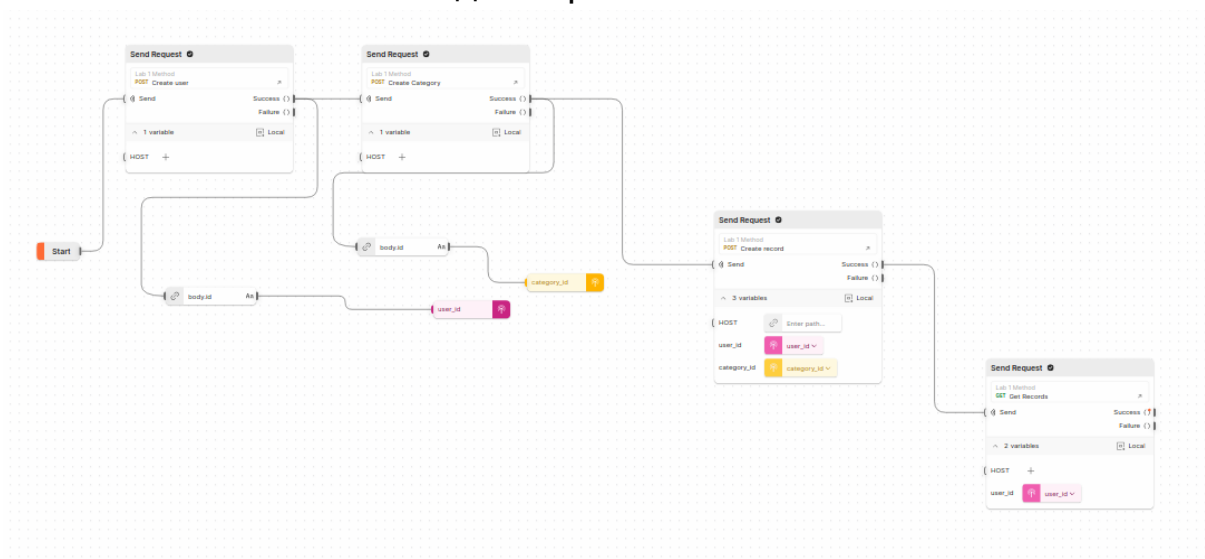 Send Request
Lab 1 Method
POST Create user
Send
Success
Failure
1 variable
Local
HOST
Send Request
Lab 1 Method
POST Create Category
Send
Success
Failure
1 variable
Local
HOST
Start
body.id
Aa
user_id
body.id
Aa
category_id
Send Request
Lab 1 Method
POST Create record
Send
Success
Failure
3 variables
Local
HOST
Enter path...
user_id
user_id
category_id
category_id
Send Request
Lab 1 Method
GET Get Records
Send
Success
Failure
2 variables
Local
HOST
user_id
user_id